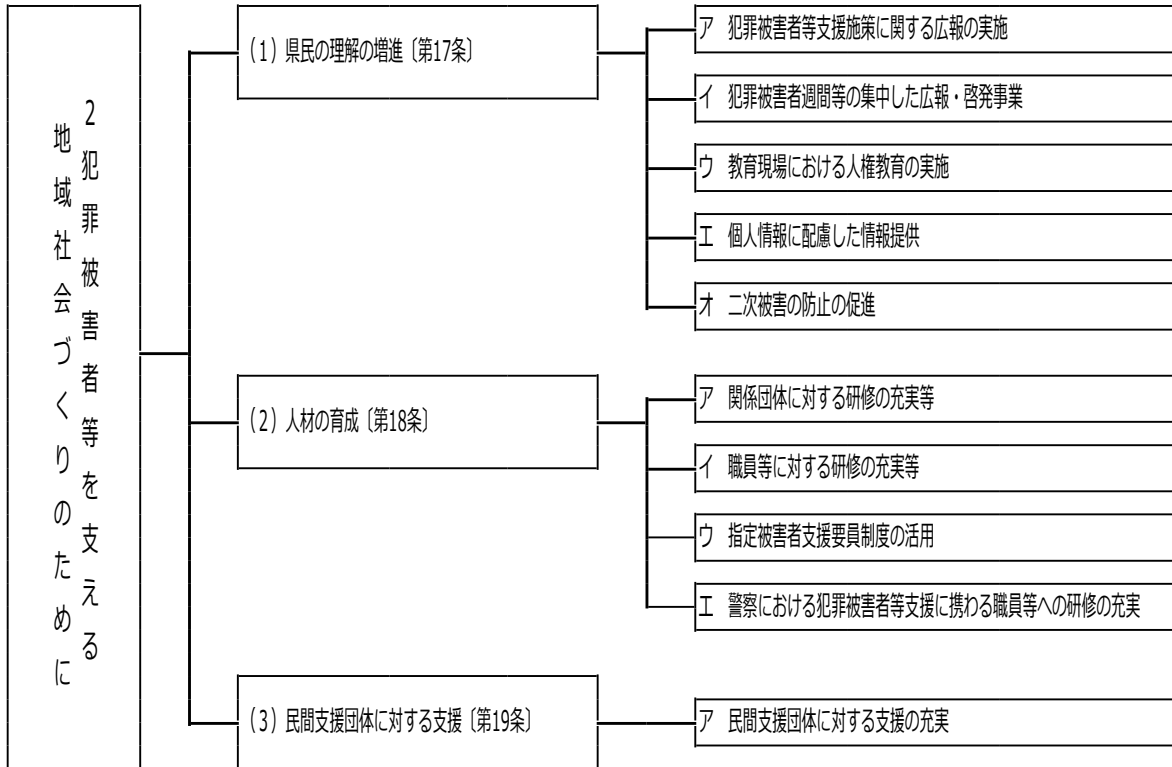 2犯罪被害者等を支える
地域社会づくりのために
(1) 県民の理解の増進〔第17条〕
ア 犯罪被害者等支援施策に関する広報の実施
イ 犯罪被害者週間等の集中した広報・啓発事業
ウ 教育現場における人権教育の実施
エ 個人情報に配慮した情報提供
オ 二次被害の防止の促進
(2) 人材の育成〔第18条〕
ア 関係団体に対する研修の充実等
イ 職員等に対する研修の充実等
ウ 指定被害者支援要員制度の活用
エ 警察における犯罪被害者等支援に携わる職員等への研修の充実
(3) 民間支援団体に対する支援〔第19条〕
ア 民間支援団体に対する支援の充実